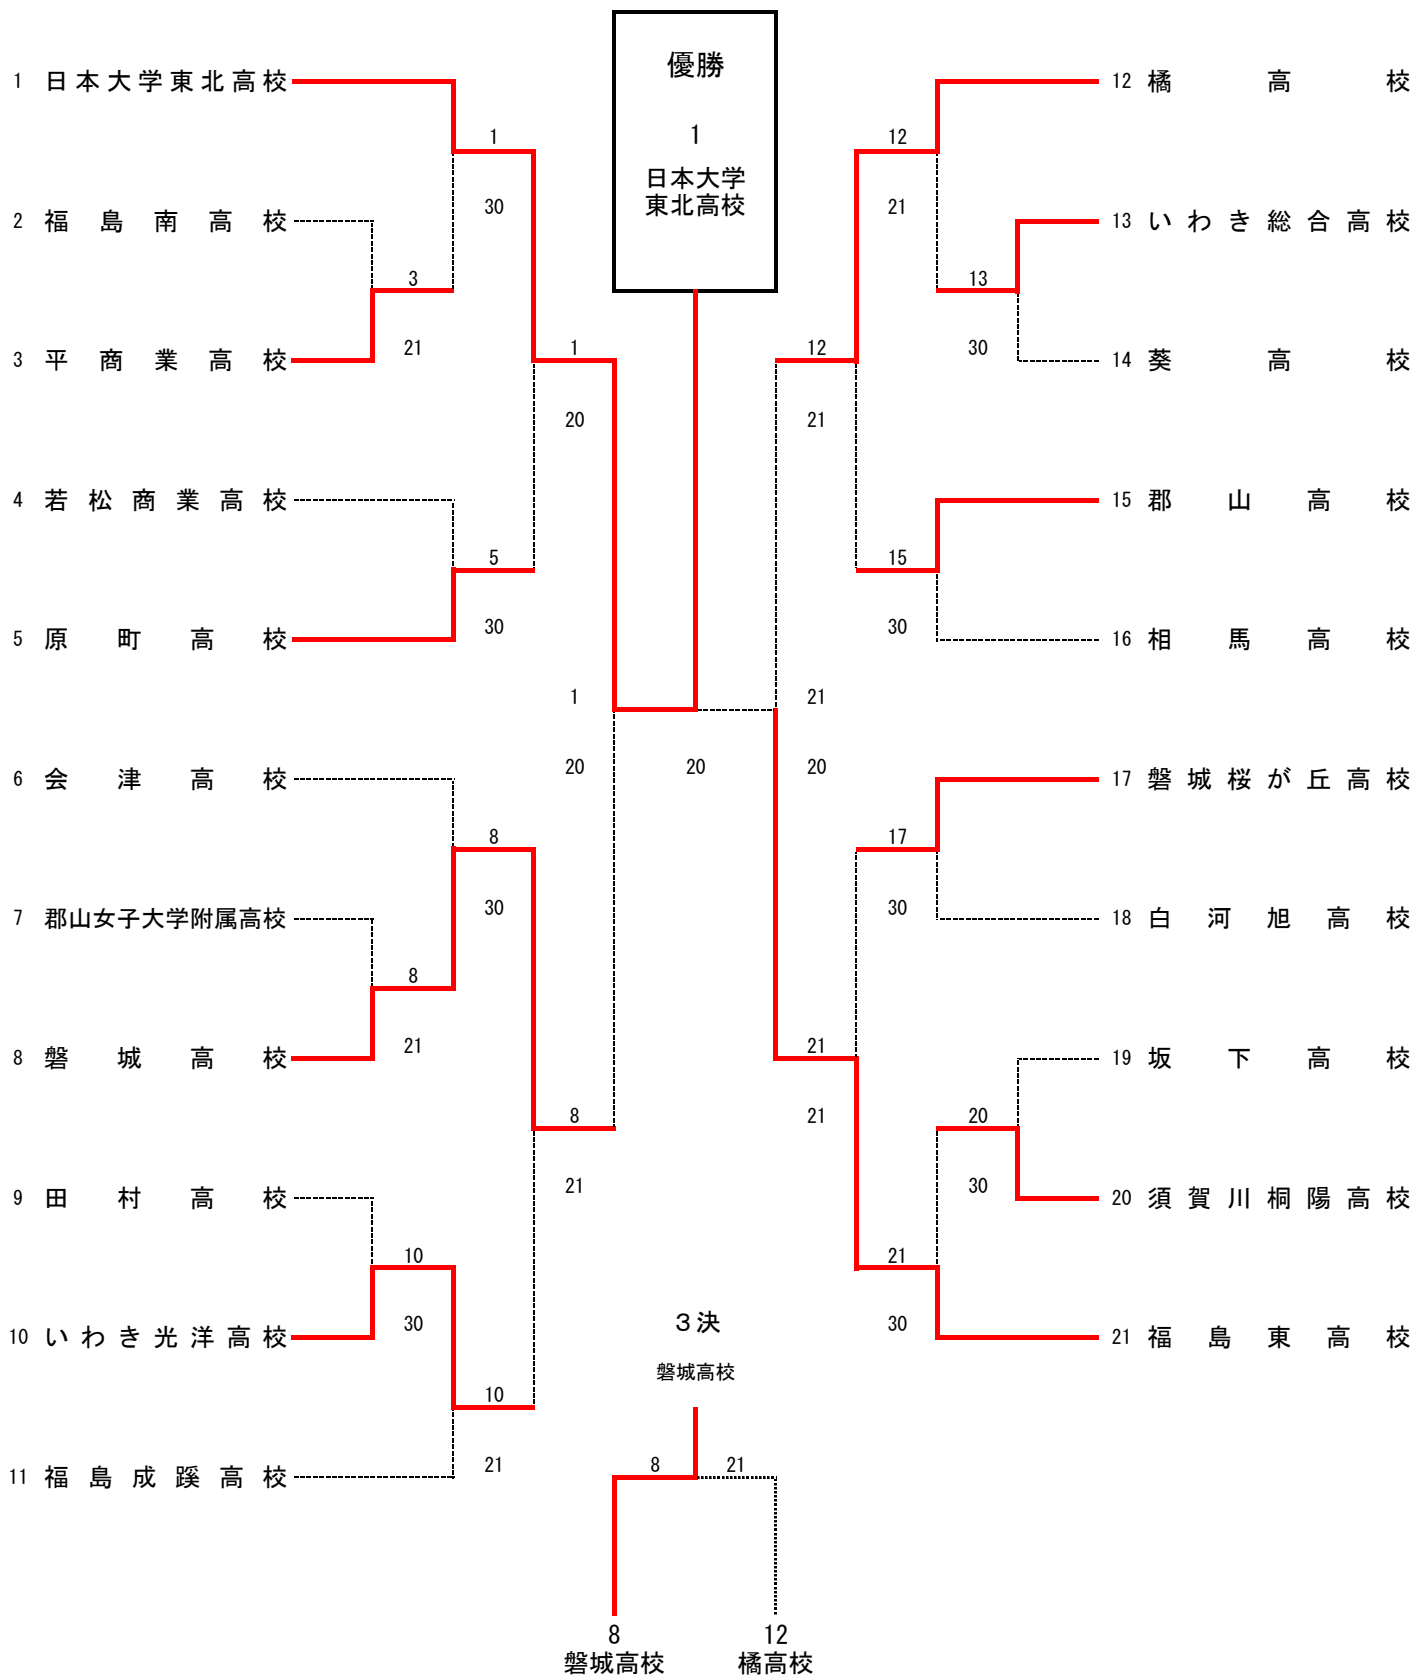 優勝
1
日本大学
東北高校
1 日本大学東北高校
1
30
2 福島南高校
3
21
3 平商業高校
1
20
4 若松商業高校
5
30
5 原町高校
1
20
6 会津高校
8
30
7 郡山女子大学附属高校
8
21
8 磐城高校
8
21
9 田村高校
10
30
10 いわき光洋高校
10
21
11 福島成蹊高校
20
12 橘高校
12
21
13 いわき総合高校
13
30
14 葵高校
12
21
15 郡山高校
15
30
16 相馬高校
21
20
17 磐城桜が丘高校
17
30
18 白河旭高校
21
21
19 坂下高校
20
30
20 須賀川桐陽高校
21
30
21 福島東高校
３決
磐城高校
8 21
8 12
磐城高校 橘高校